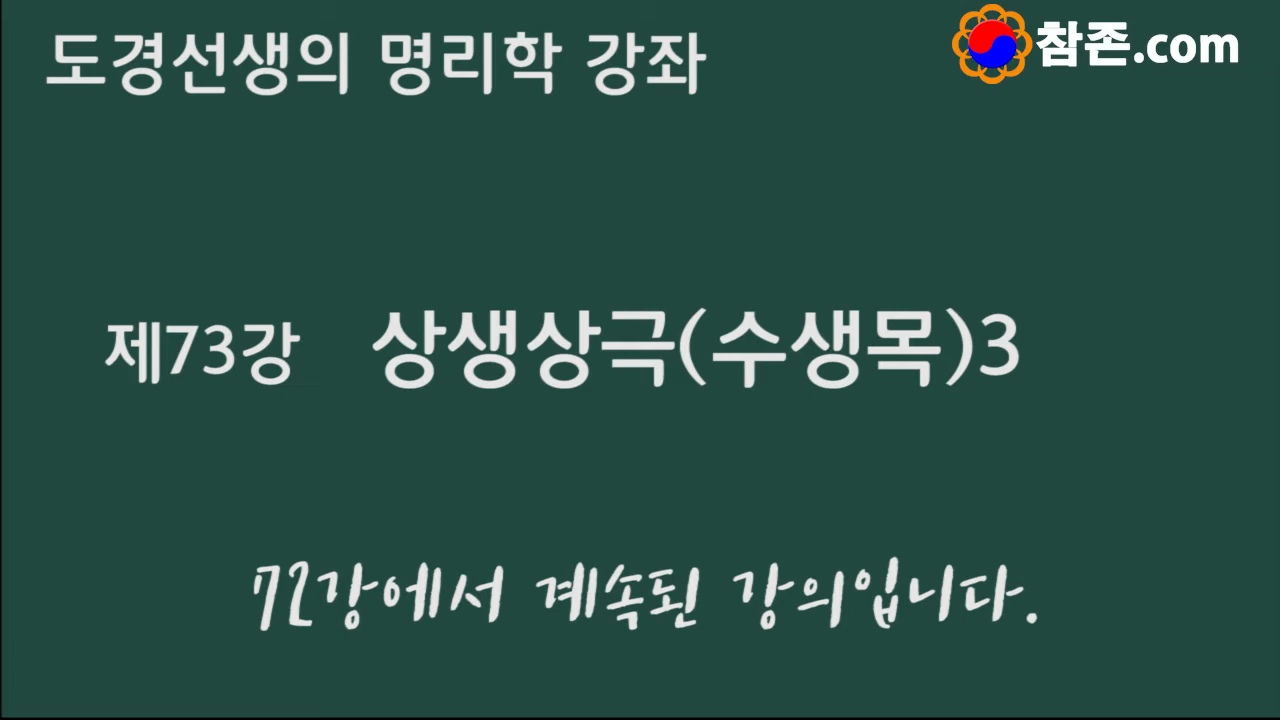 도경선생의 명리학 강좌
참존.com
제73강 상생상극(수생목)3
72강에서 계속된 강의입니다.